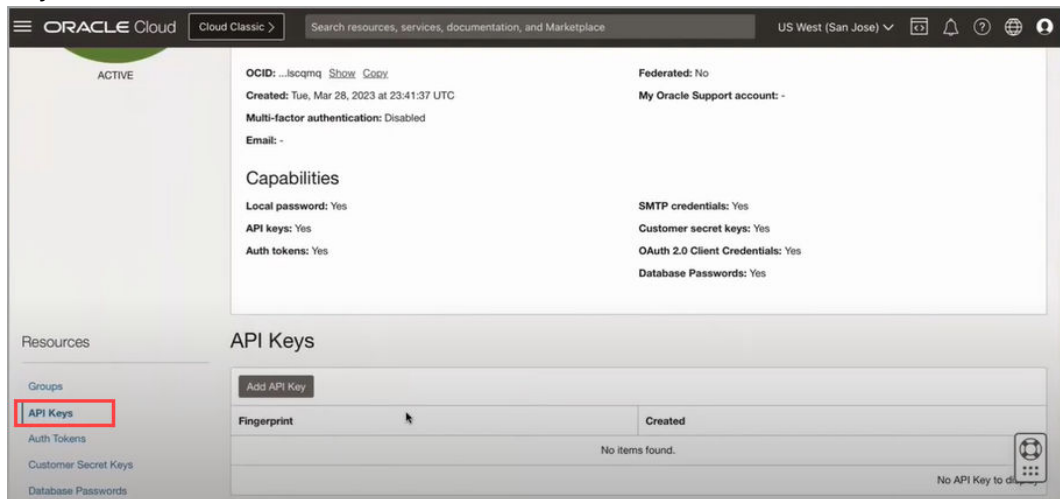 ORACLE Cloud
Cloud Classic >
Search resources, services, documentation, and Marketplace
US West (San Jose)
ACTIVE
OCID: ...lscqmq Show Copy
Federated: No
Created: Tue, Mar 28, 2023 at 23:41:37 UTC
My Oracle Support account: -
Multi-factor authentication: Disabled
Email: -
Capabilities
Local password: Yes
SMTP credentials: Yes
API keys: Yes
Customer secret keys: Yes
Auth tokens: Yes
OAuth 2.0 Client Credentials: Yes
Database Passwords: Yes
Resources
Groups
API Keys
Auth Tokens
Customer Secret Keys
Database Passwords
API Keys
Add API Key
Fingerprint
Created
No items found.
No API Key to